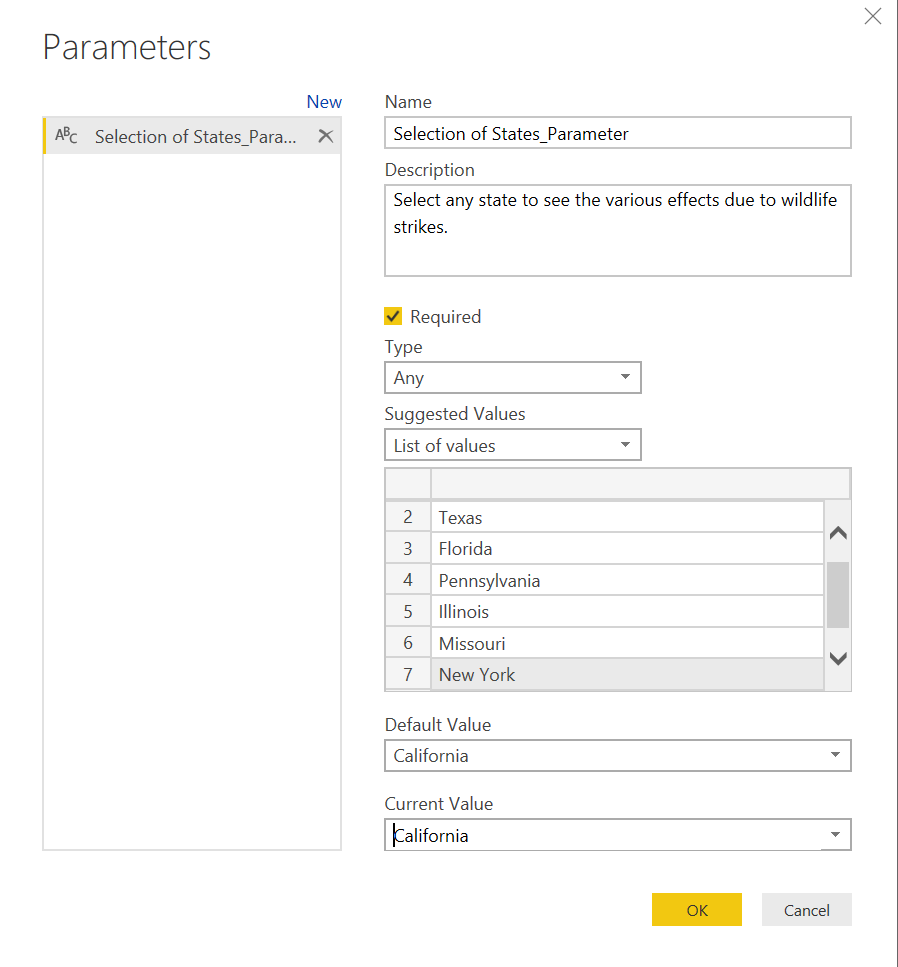 Parameters
New
ABC Selection of States_Para...
Name
Selection of States_Parameter
Description
Select any state to see the various effects due to wildlife
strikes.
Required
Type
Any
Suggested Values
List of values
2 Texas
3 Florida
4 Pennsylvania
5 Illinois
6 Missouri
7 New York
Default Value
California
Current Value
California
OK
Cancel